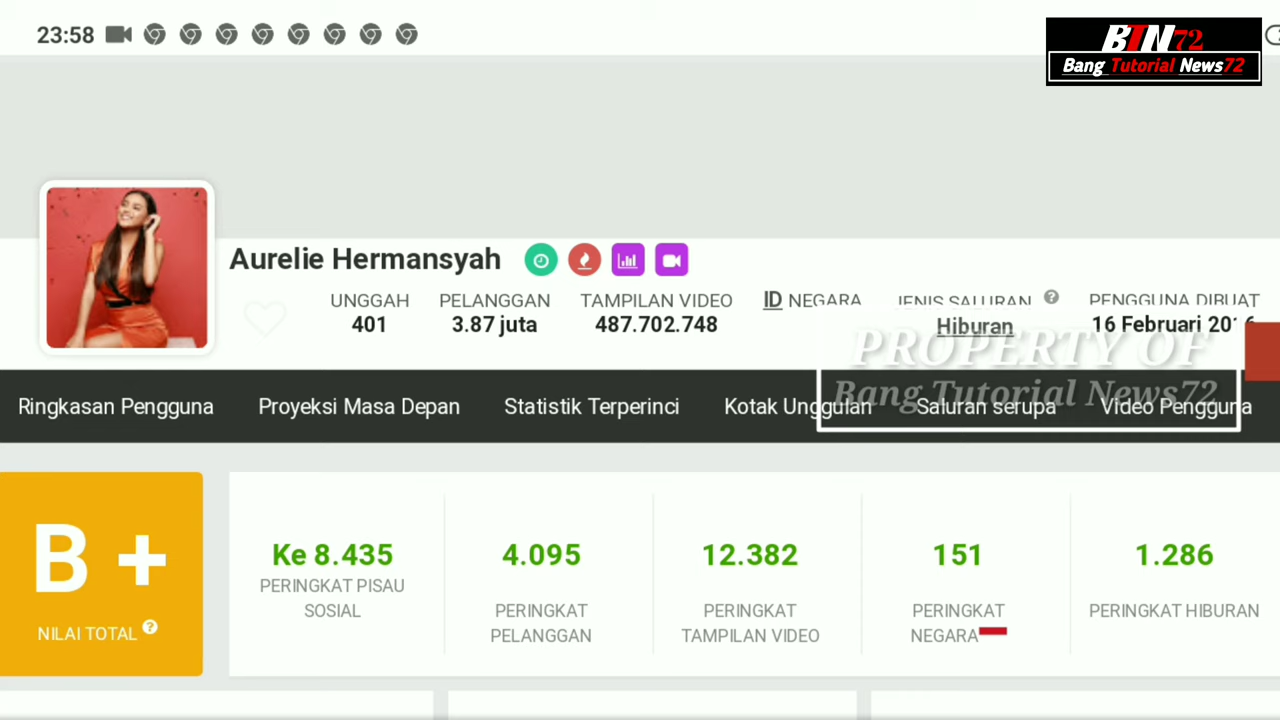 23:58
BTN72
Bang Tutorial News72
Aurelie Hermansyah
UNGGAH PELANGGAN TAMPILAN VIDEO ID NEGARA JENIS SALURAN PENGGUNA DIBUAT
401 3.87 juta 487.702.748 Hiburan 16 Februari 2016
PROPERTY OF
Bang Tutorial News72
Ringkasan Pengguna Proyeksi Masa Depan Statistik Terperinci Kotak Unggulan Saluran serupa Video Pengguna
B +
NILAI TOTAL ?
Ke 8.435 4.095 12.382 151 1.286
PERINGKAT PISAU
SOSIAL
PERINGKAT
PELANGGAN
PERINGKAT
TAMPILAN VIDEO
PERINGKAT
NEGARA
PERINGKAT HIBURAN